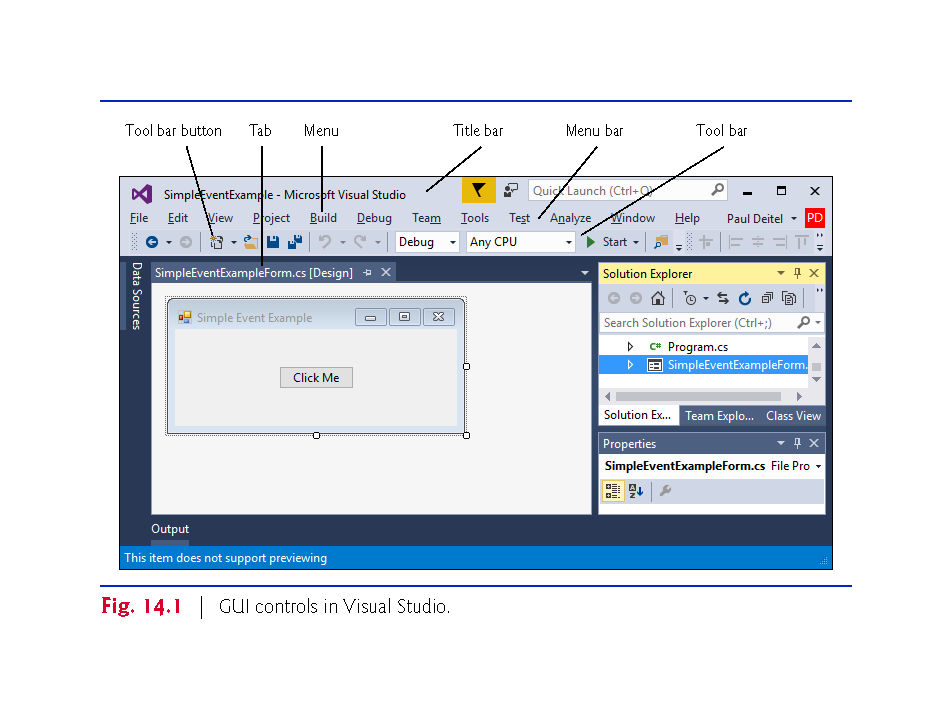 Tool bar button Tab Menu Title bar Menu bar Tool bar
SimpleEventExample - Microsoft Visual Studio Quick Launch (Ctrl+Q)
File Edit View Project Build Debug Team Tools Test Analyze Window Help Paul Deitel PD
Debug Any CPU Start
Data Sources
SimpleEventExampleForm.cs [Design]
Simple Event Example
Click Me
Solution Explorer
Search Solution Explorer (Ctrl+;)
C# Program.cs
SimpleEventExampleForm.
Solution Ex... Team Explo... Class View
Properties
SimpleEventExampleForm.cs File Pro
Output
This item does not support previewing
Fig. 14.1 | GUI controls in Visual Studio.